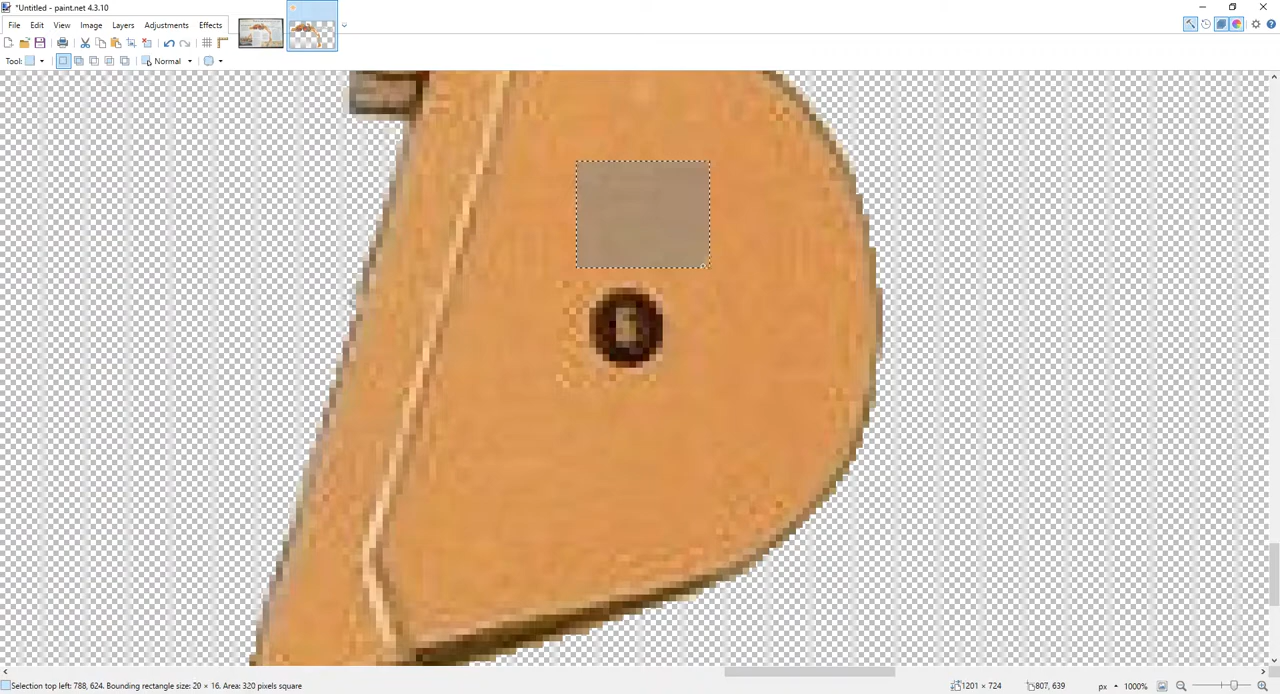 *Untitled - paint.net 4.3.10
File Edit View Image Layers Adjustments Effects
Tool: Normal
Selection top left: 788, 624. Bounding rectangle size: 20 × 16. Area: 320 pixels square 1201 × 724 807, 639 px 1000%